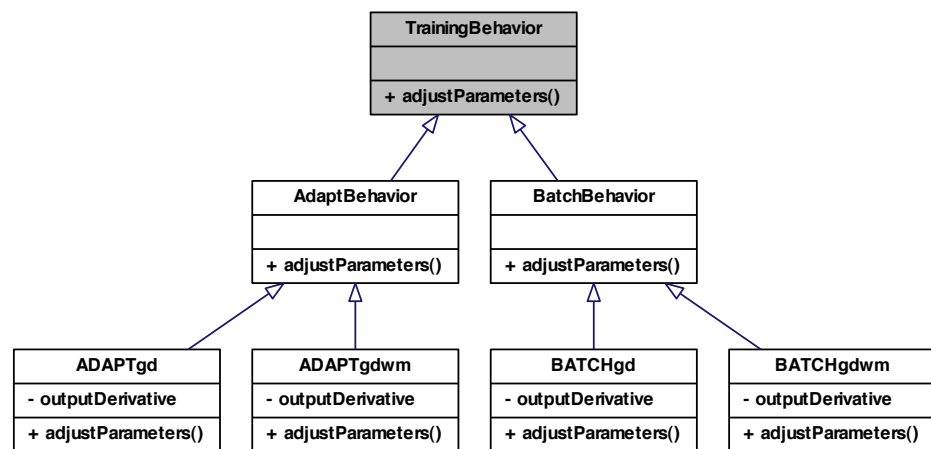 TrainingBehavior
+ adjustParameters()
AdaptBehavior
+ adjustParameters()
BatchBehavior
+ adjustParameters()
ADAPTgd
- outputDerivative
+ adjustParameters()
ADAPTgdwm
- outputDerivative
+ adjustParameters()
BATCHgd
- outputDerivative
+ adjustParameters()
BATCHgdwm
- outputDerivative
+ adjustParameters()